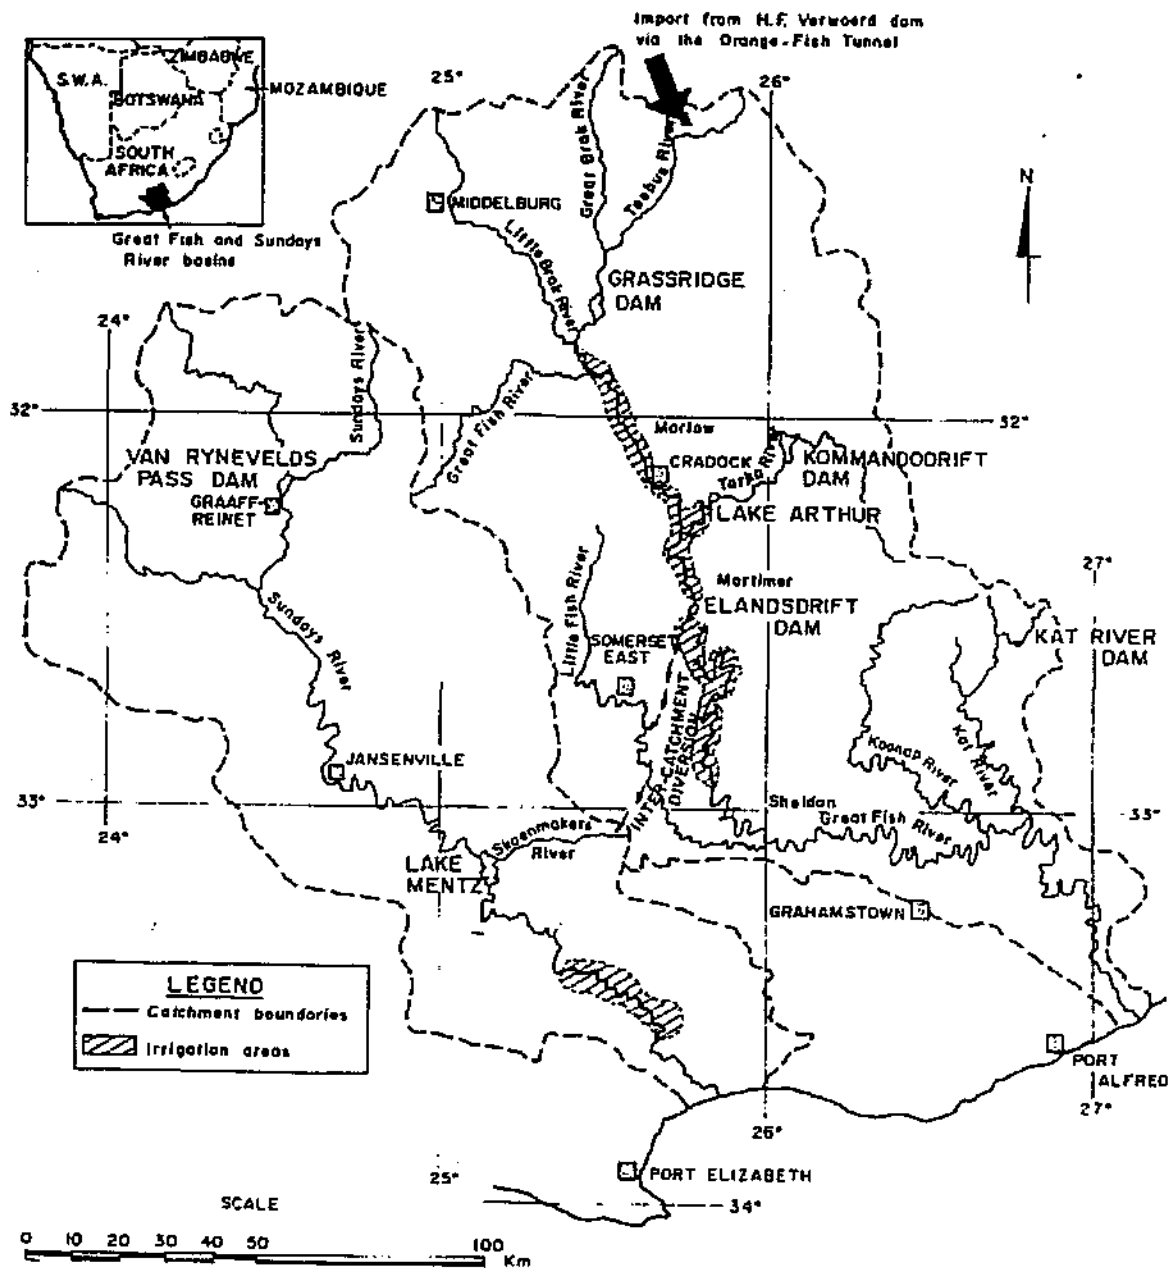 Import from H.F. Verwoerd dam
via the Orange-Fish Tunnel
S.W.A.
ZIMBABWE
BOTSWANA
MOZAMBIQUE
SOUTH
AFRICA
Great Fish and Sundays
River basins
25°
26°
N
Great Brak River
Teebus River
MIDDELBURG
Little Brak River
GRASSRIDGE
DAM
24°
Sundays River
32°
32°
Great Fish River
Marlow
VAN RYNEVELDS
PASS DAM
CRADOCK
Tarka River
KOMMANDODRIFT
DAM
GRAAFF-
REINET
LAKE ARTHUR
27°
Mortimer
Little Fish River
ELANDSDRIFT
DAM
Sundays River
SOMERSET
EAST
KAT RIVER
DAM
INTER-CATCHMENT
DIVERSION
Koonap River
Kat River
JANSENVILLE
33°
33°
24°
Sheldon
Great Fish
River
Skoenmakers
River
LAKE
MENTZ
GRAHAMSTOWN
LEGEND
Catchment boundories
Irrigation areas
PORT
ALFRED
27°
26°
25°
PORT ELIZABETH
34°
SCALE
0 10 20 30 40 50 100
Km